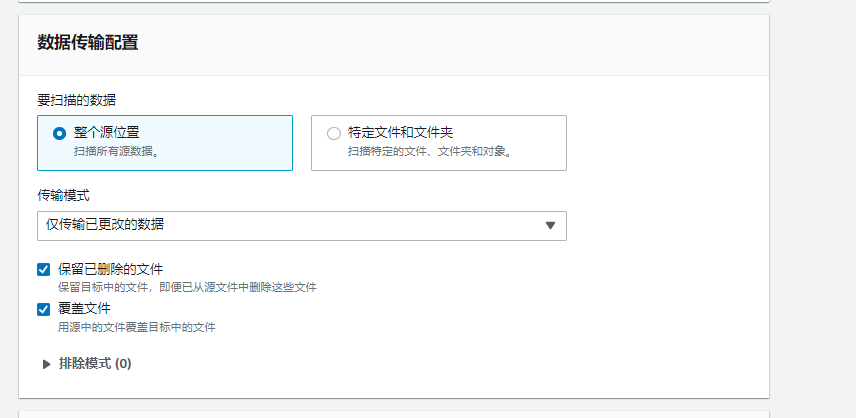 数据传输配置
要扫描的数据
整个源位置
扫描所有源数据。
特定文件和文件夹
扫描特定的文件、文件夹和对象。
传输模式
仅传输已更改的数据
保留已删除的文件
保留目标中的文件，即便已从源文件中删除这些文件
覆盖文件
用源中的文件覆盖目标中的文件
排除模式 (0)